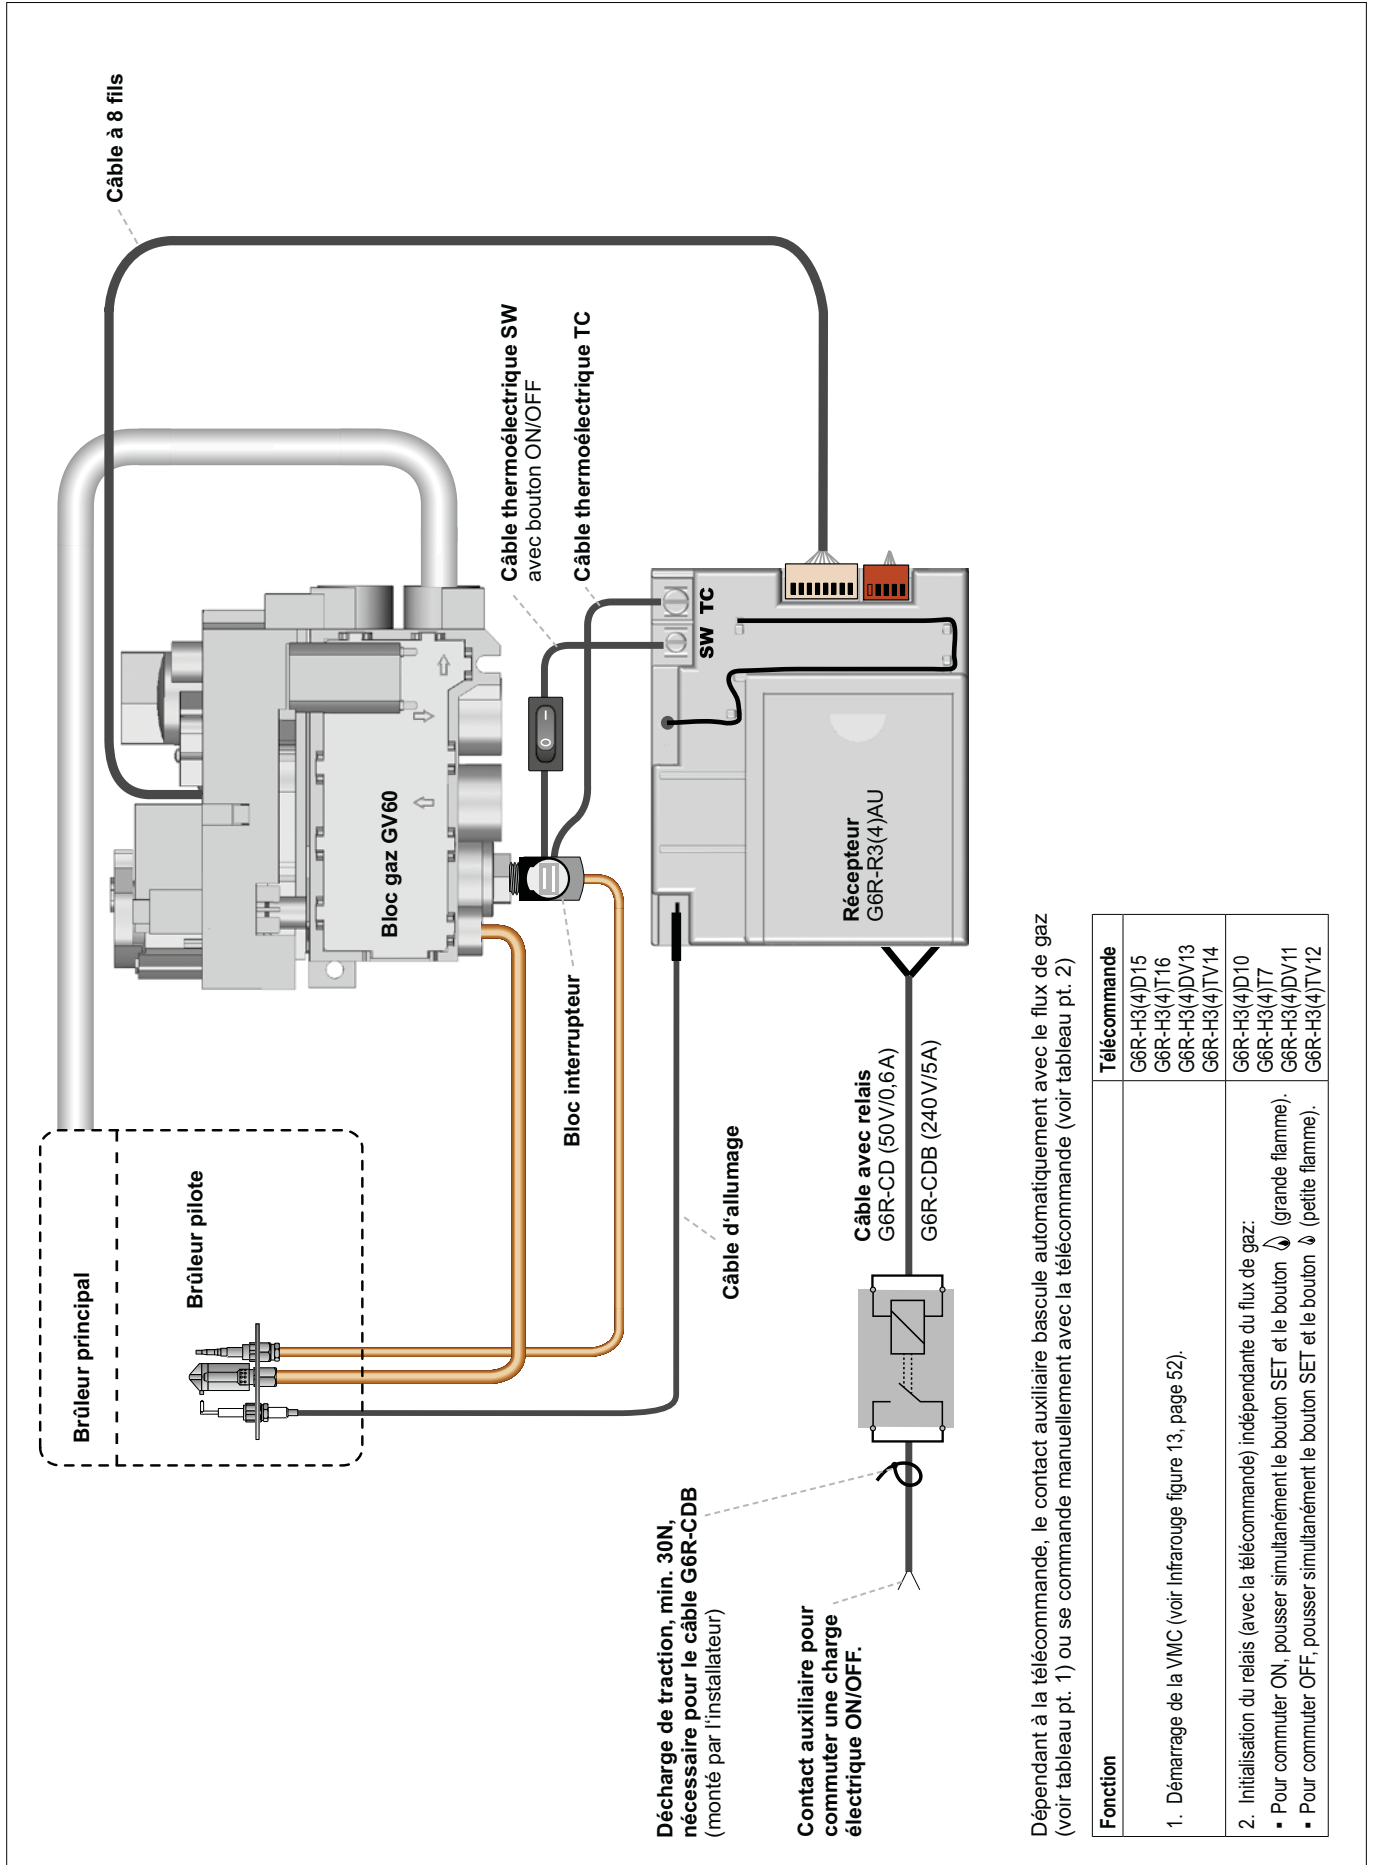 Câble à 8 fils
Câble thermoélectrique SW
avec bouton ON/OFF
Câble thermoélectrique TC
Bloc gaz GV60
Bloc interrupteur
SW TC
I
0
Récepteur
G6R-R3(4)AU
Brûleur principal
Brûleur pilote
Câble d'allumage
Câble avec relais
G6R-CD (50 V/0,6 A)
G6R-CDB (240 V/5A)
Décharge de traction, min. 30N,
nécessaire pour le câble G6R-CDB
(monté par l'installateur)
Contact auxiliaire pour
commuter une charge
électrique ON/OFF.
Dépendant à la télécommande, le contact auxiliaire bascule automatiquement avec le flux de gaz
(voir tableau pt. 1) ou se commande manuellement avec la télécommande (voir tableau pt. 2)
Fonction
Télécommande
1. Démarrage de la VMC (voir Infrarouge figure 13, page 52).
G6R-H3(4)D15
G6R-H3(4)T16
G6R-H3(4)DV13
G6R-H3(4)TV14
2. Initialisation du relais (avec la télécommande) indépendante du flux de gaz:
▪ Pour commuter ON, pousser simultanément le bouton SET et le bouton (grande flamme).
▪ Pour commuter OFF, pousser simultanément le bouton SET et le bouton (petite flamme).
G6R-H3(4)D10
G6R-H3(4)T7
G6R-H3(4)DV11
G6R-H3(4)TV12